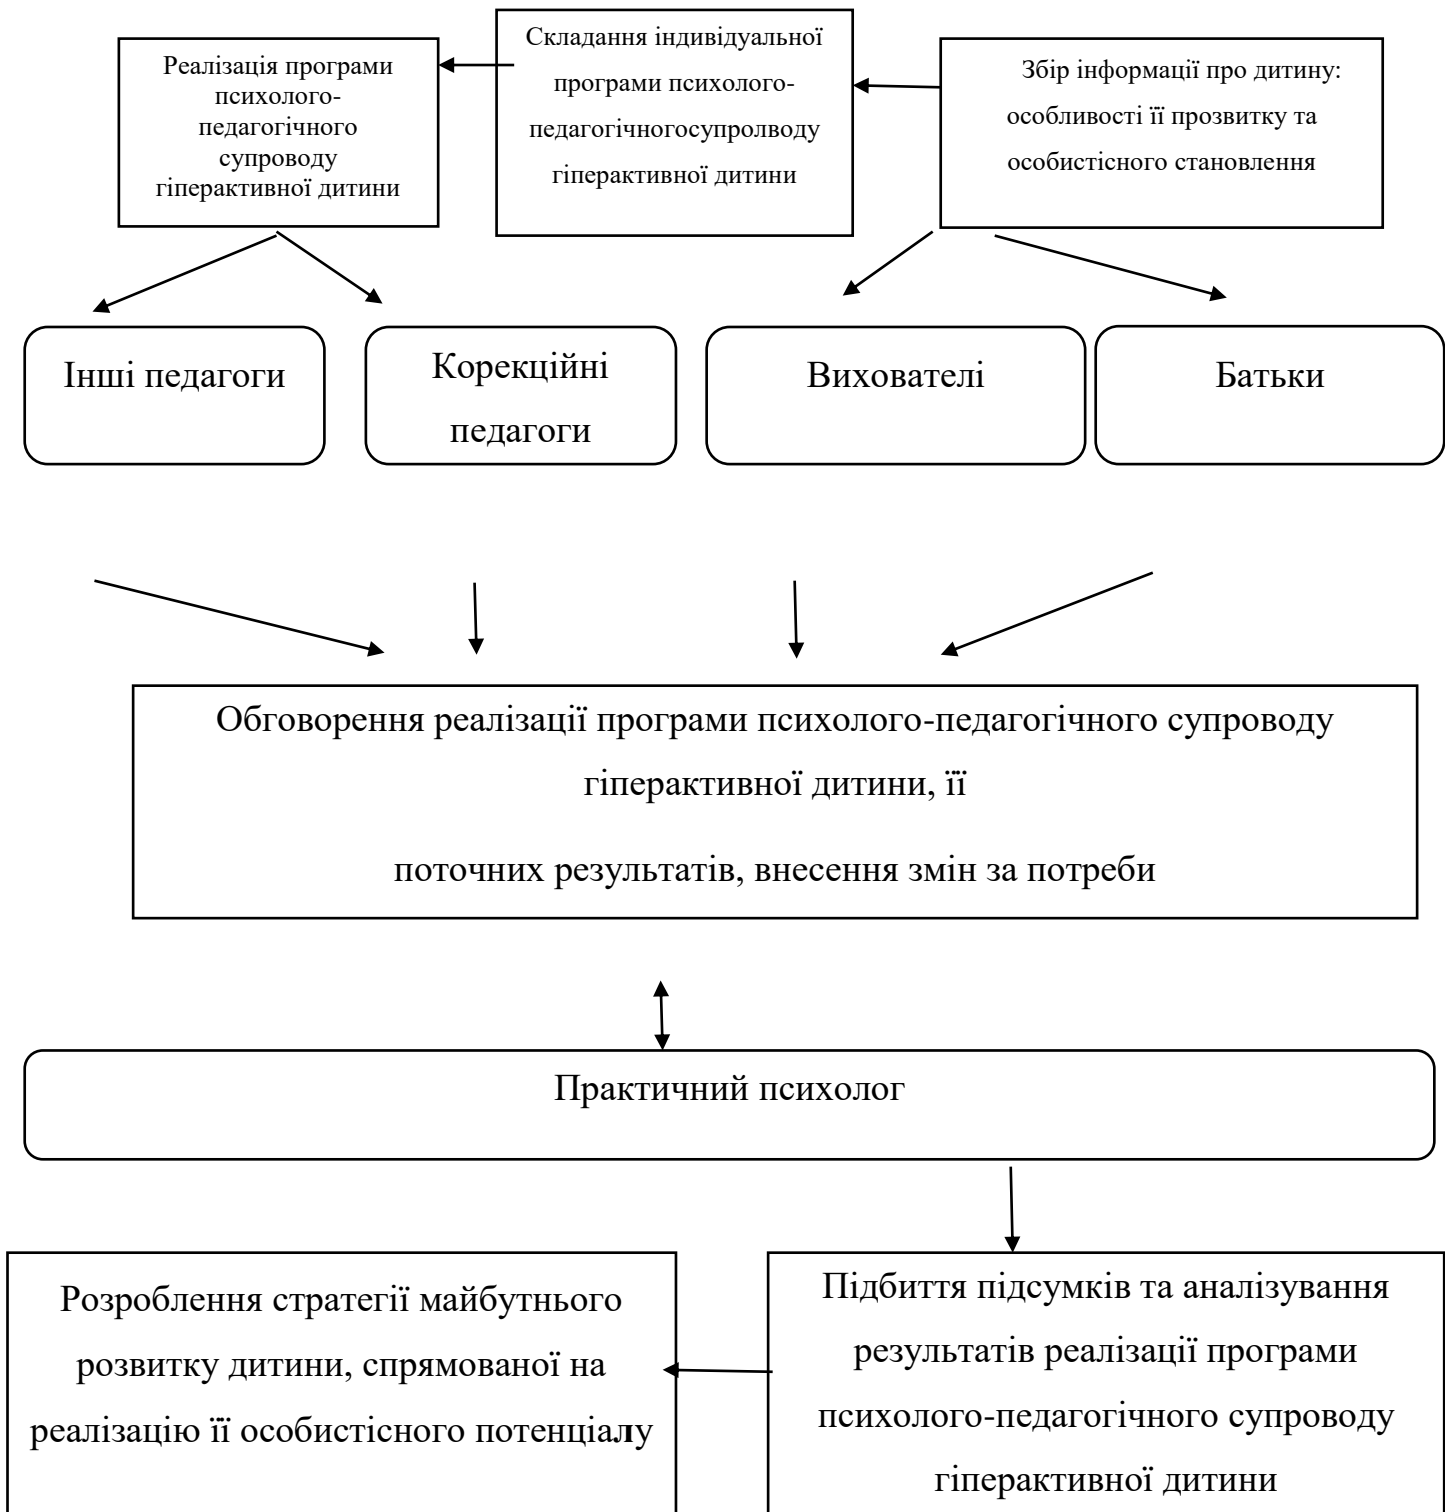 Реалізація програми
психолого-
педагогічного
супроводу
гіперактивної дитини
Складання індивідуальної
програми психолого-
педагогічногосупролводу
гіперактивної дитини
Збір інформації про дитину:
особливості її прозвитку та
особистісного становлення
Інші педагоги
Корекційні
педагоги
Вихователі
Батьки
Обговорення реалізації програми психолого-педагогічного супроводу
гіперактивної дитини, її
поточних результатів, внесення змін за потреби
Практичний психолог
Розроблення стратегії майбутнього
розвитку дитини, спрямованої на
реалізацію її особистісного потенціалу
Підбиття підсумків та аналізування
результатів реалізації програми
психолого-педагогічного супроводу
гіперактивної дитини